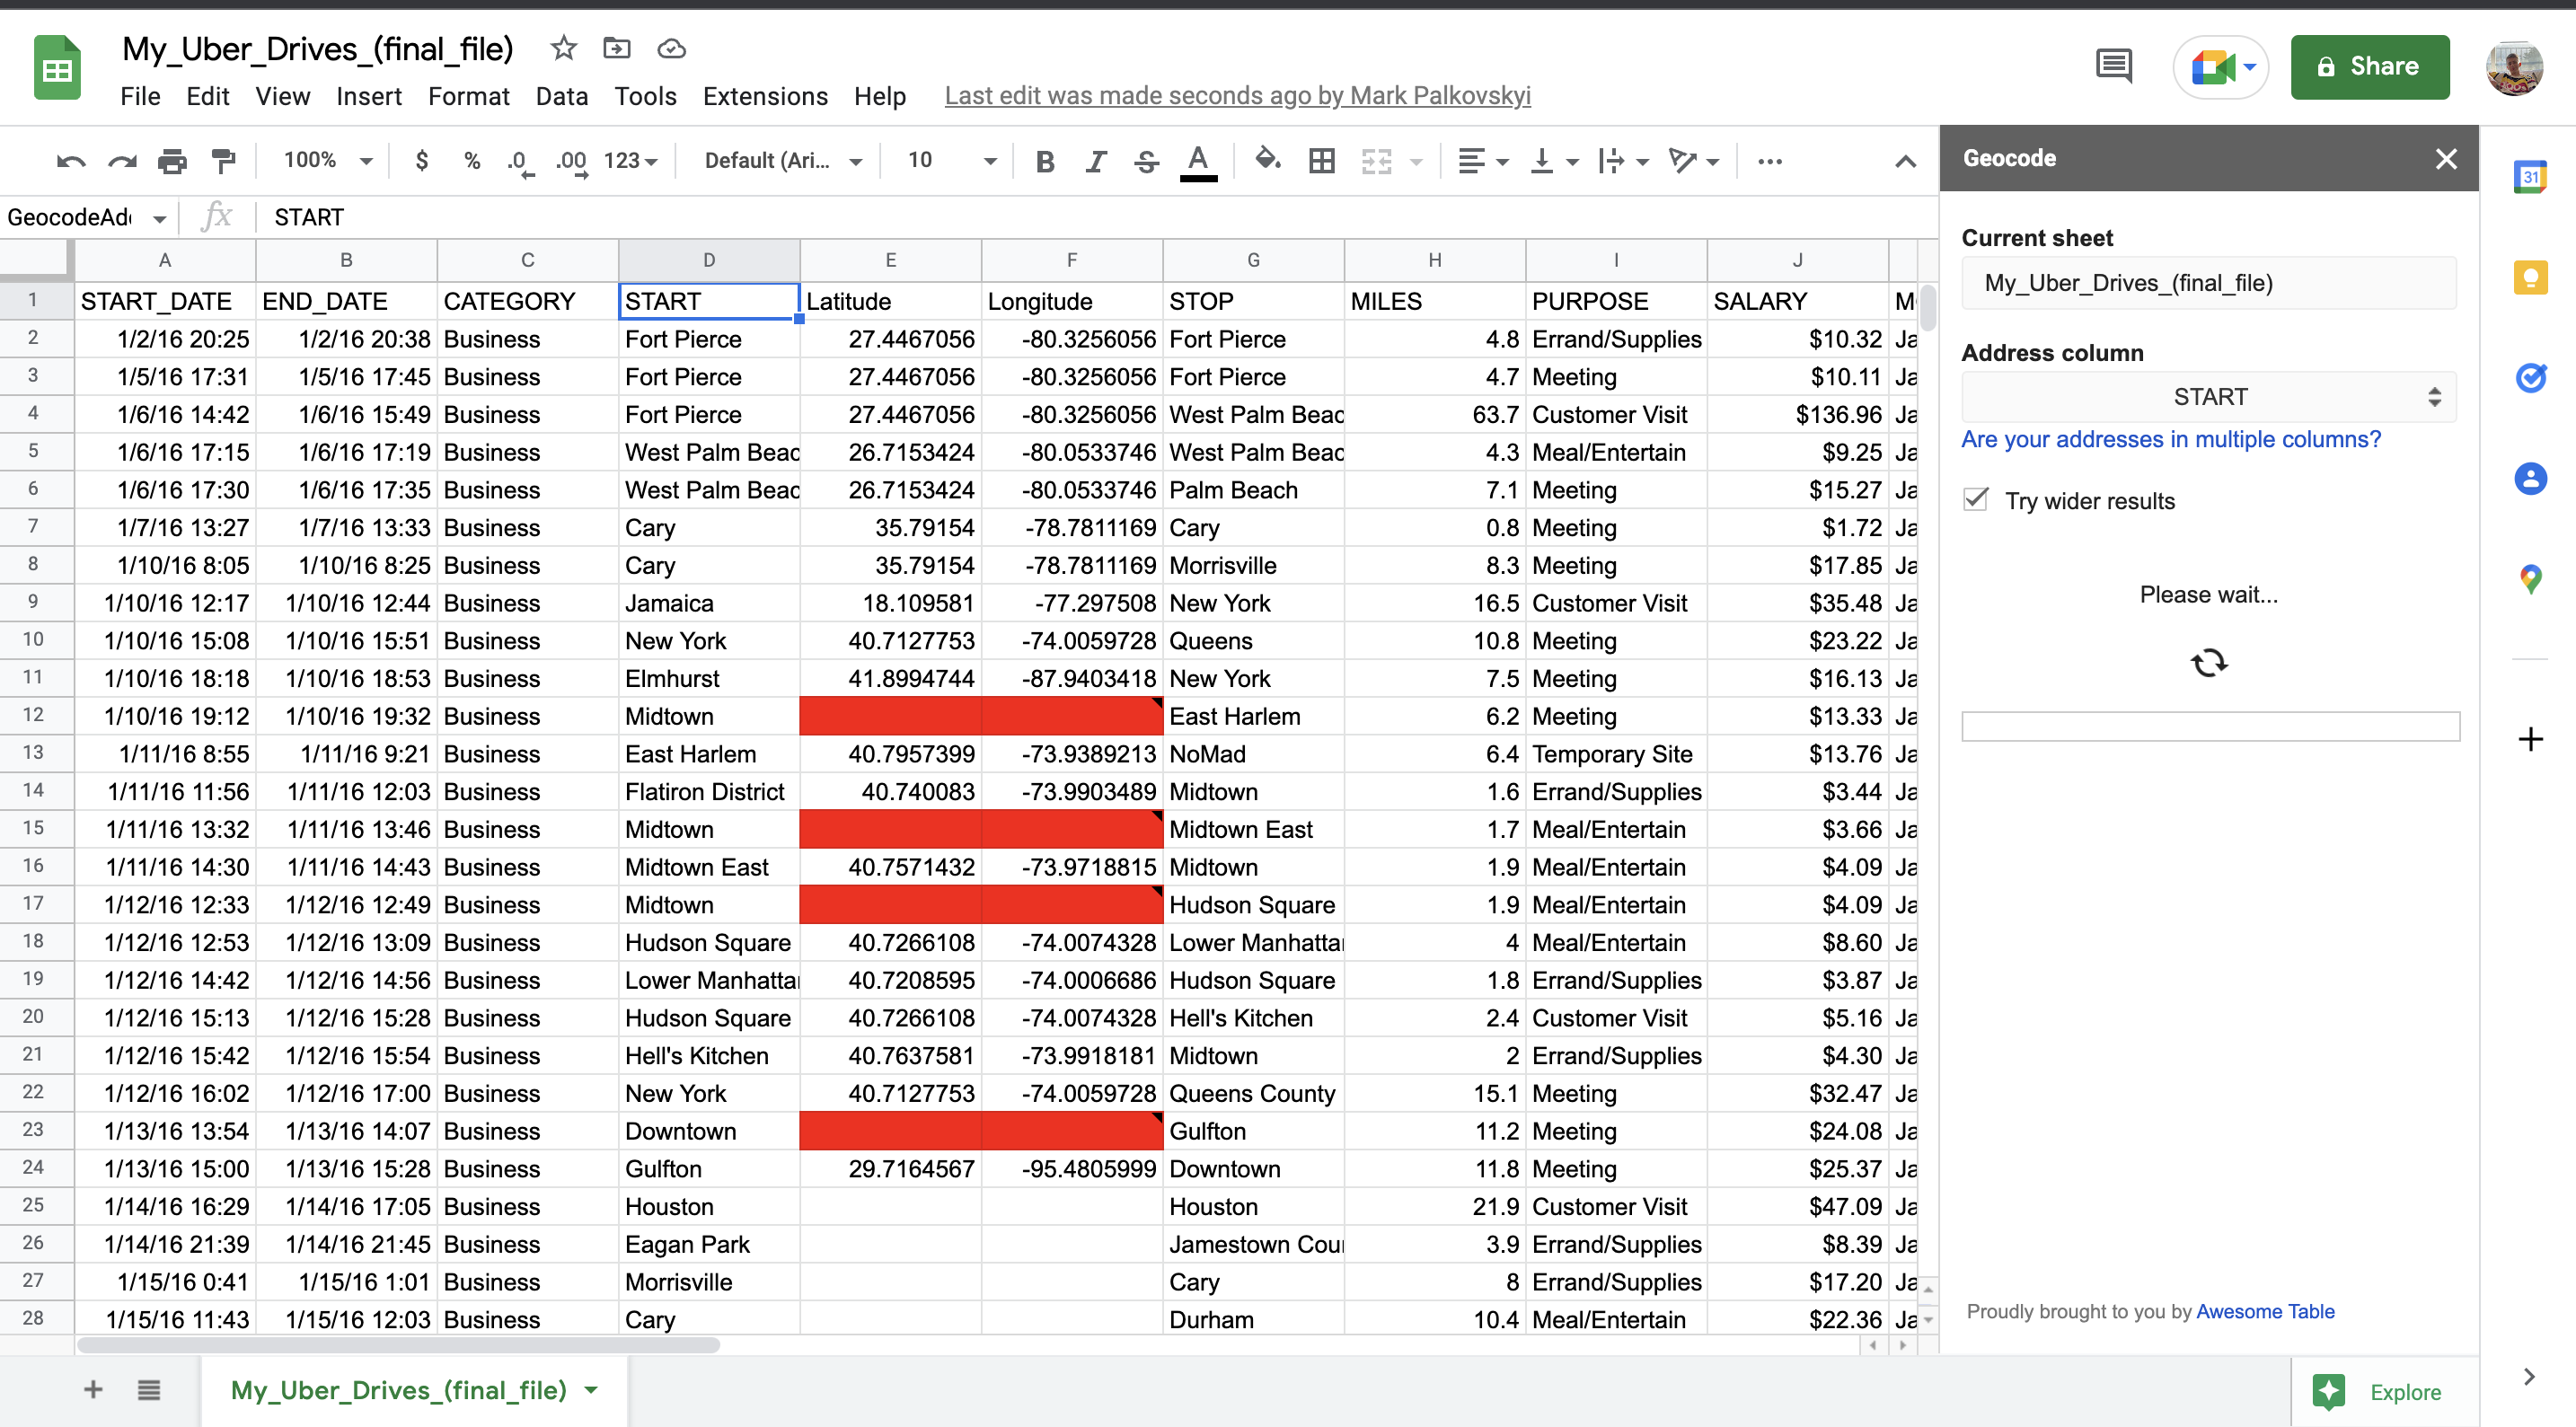 My_Uber_Drives_(final_file)
File Edit View Insert Format Data Tools Extensions Help Last edit was made seconds ago by Mark Palkovskyi
Share
100% $ % .0 .00 123 Default (Ari... 10 B I S A
GeocodeAd fx START
A B C D E F G H I J
1 START_DATE END_DATE CATEGORY START Latitude Longitude STOP MILES PURPOSE SALARY M
2 1/2/16 20:25 1/2/16 20:38 Business Fort Pierce 27.4467056 -80.3256056 Fort Pierce 4.8 Errand/Supplies $10.32 Ja
3 1/5/16 17:31 1/5/16 17:45 Business Fort Pierce 27.4467056 -80.3256056 Fort Pierce 4.7 Meeting $10.11 Ja
4 1/6/16 14:42 1/6/16 15:49 Business Fort Pierce 27.4467056 -80.3256056 West Palm Beac 63.7 Customer Visit $136.96 Ja
5 1/6/16 17:15 1/6/16 17:19 Business West Palm Beac 26.7153424 -80.0533746 West Palm Beac 4.3 Meal/Entertain $9.25 Ja
6 1/6/16 17:30 1/6/16 17:35 Business West Palm Beac 26.7153424 -80.0533746 Palm Beach 7.1 Meeting $15.27 Ja
7 1/7/16 13:27 1/7/16 13:33 Business Cary 35.79154 -78.7811169 Cary 0.8 Meeting $1.72 Ja
8 1/10/16 8:05 1/10/16 8:25 Business Cary 35.79154 -78.7811169 Morrisville 8.3 Meeting $17.85 Ja
9 1/10/16 12:17 1/10/16 12:44 Business Jamaica 18.109581 -77.297508 New York 16.5 Customer Visit $35.48 Ja
10 1/10/16 15:08 1/10/16 15:51 Business New York 40.7127753 -74.0059728 Queens 10.8 Meeting $23.22 Ja
11 1/10/16 18:18 1/10/16 18:53 Business Elmhurst 41.8994744 -87.9403418 New York 7.5 Meeting $16.13 Ja
12 1/10/16 19:12 1/10/16 19:32 Business Midtown East Harlem 6.2 Meeting $13.33 Ja
13 1/11/16 8:55 1/11/16 9:21 Business East Harlem 40.7957399 -73.9389213 NoMad 6.4 Temporary Site $13.76 Ja
14 1/11/16 11:56 1/11/16 12:03 Business Flatiron District 40.740083 -73.9903489 Midtown 1.6 Errand/Supplies $3.44 Ja
15 1/11/16 13:32 1/11/16 13:46 Business Midtown Midtown East 1.7 Meal/Entertain $3.66 Ja
16 1/11/16 14:30 1/11/16 14:43 Business Midtown East 40.7571432 -73.9718815 Midtown 1.9 Meal/Entertain $4.09 Ja
17 1/12/16 12:33 1/12/16 12:49 Business Midtown Hudson Square 1.9 Meal/Entertain $4.09 Ja
18 1/12/16 12:53 1/12/16 13:09 Business Hudson Square 40.7266108 -74.0074328 Lower Manhatta 4 Meal/Entertain $8.60 Ja
19 1/12/16 14:42 1/12/16 14:56 Business Lower Manhatta 40.7208595 -74.0006686 Hudson Square 1.8 Errand/Supplies $3.87 Ja
20 1/12/16 15:13 1/12/16 15:28 Business Hudson Square 40.7266108 -74.0074328 Hell's Kitchen 2.4 Customer Visit $5.16 Ja
21 1/12/16 15:42 1/12/16 15:54 Business Hell's Kitchen 40.7637581 -73.9918181 Midtown 2 Errand/Supplies $4.30 Ja
22 1/12/16 16:02 1/12/16 17:00 Business New York 40.7127753 -74.0059728 Queens County 15.1 Meeting $32.47 Ja
23 1/13/16 13:54 1/13/16 14:07 Business Downtown Gulfton 11.2 Meeting $24.08 Ja
24 1/13/16 15:00 1/13/16 15:28 Business Gulfton 29.7164567 -95.4805999 Downtown 11.8 Meeting $25.37 Ja
25 1/14/16 16:29 1/14/16 17:05 Business Houston Houston 21.9 Customer Visit $47.09 Ja
26 1/14/16 21:39 1/14/16 21:45 Business Eagan Park Jamestown Cou 3.9 Errand/Supplies $8.39 Ja
27 1/15/16 0:41 1/15/16 1:01 Business Morrisville Cary 8 Errand/Supplies $17.20 Ja
28 1/15/16 11:43 1/15/16 12:03 Business Cary Durham 10.4 Meal/Entertain $22.36 Ja
My_Uber_Drives_(final_file)
Explore
Geocode
Current sheet
My_Uber_Drives_(final_file)
Address column
START
Are your addresses in multiple columns?
Try wider results
Please wait...
Proudly brought to you by Awesome Table
31